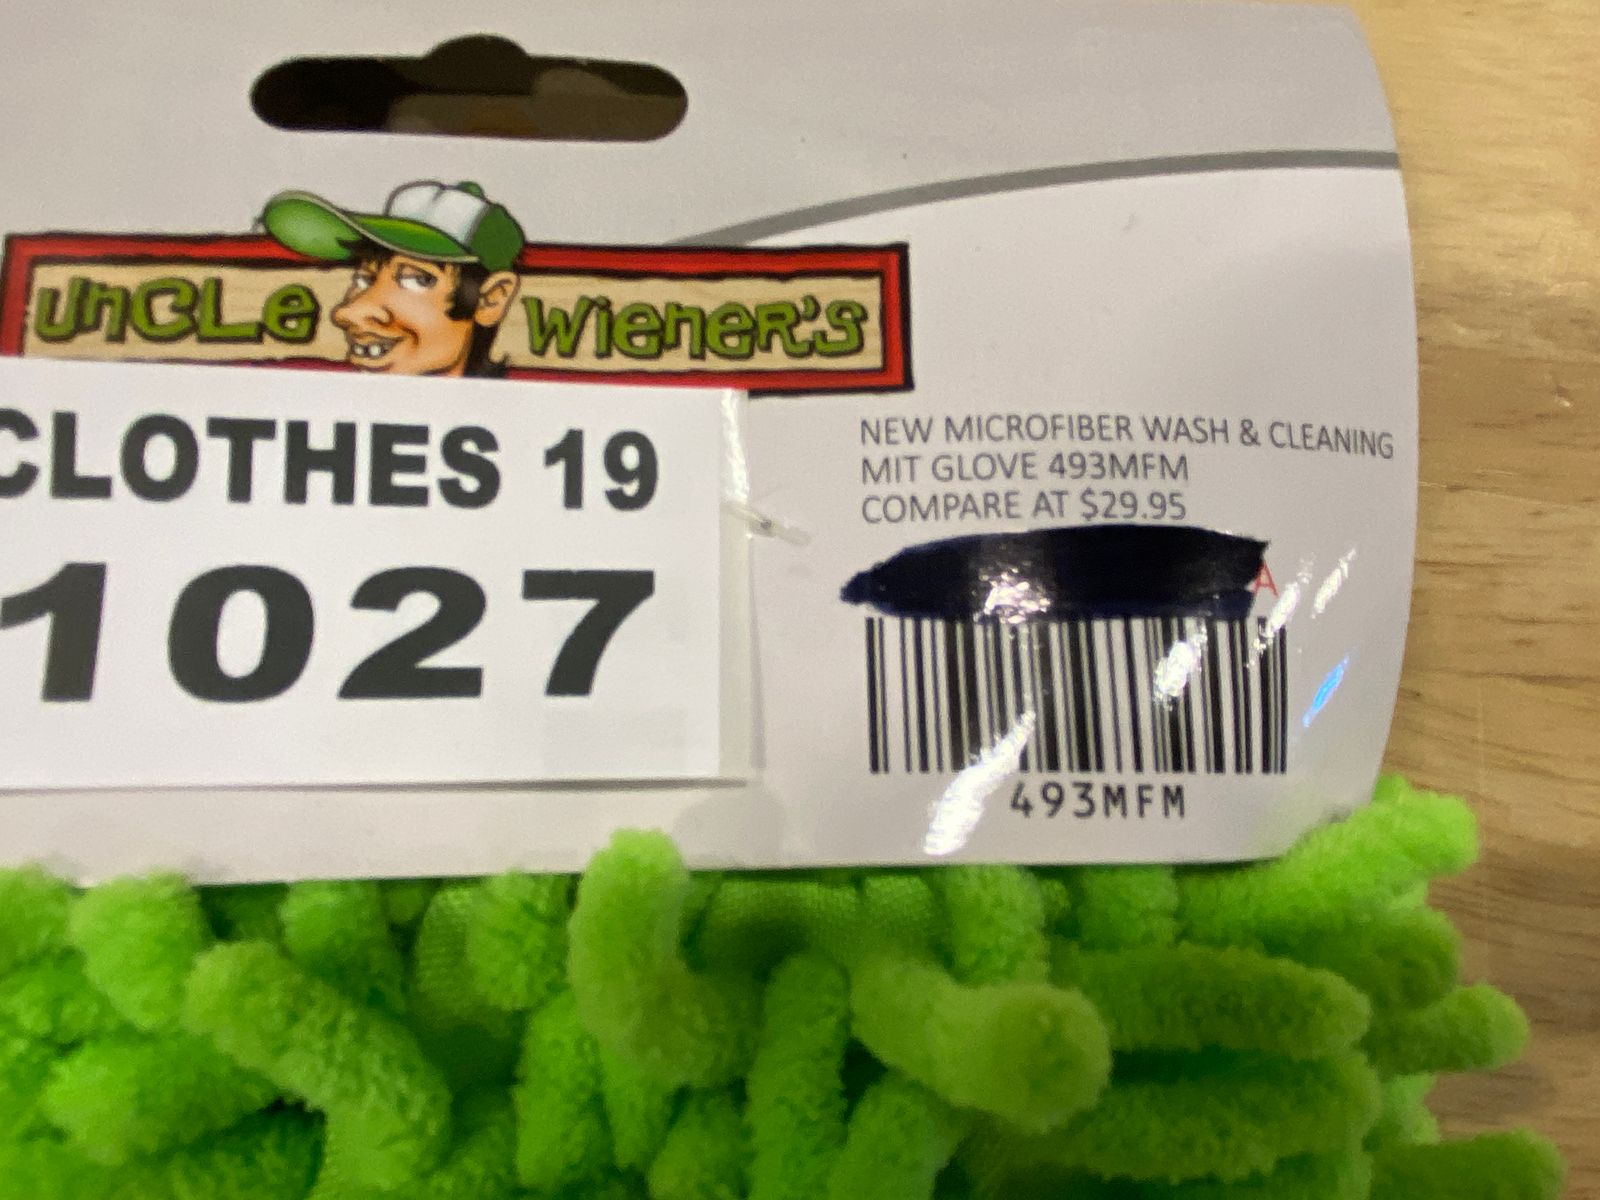 UNCLE WIENER'S
CLOTHES 19
1027
NEW MICROFIBER WASH & CLEANING
MIT GLOVE 493MFM
COMPARE AT $29.95
A
493MFM